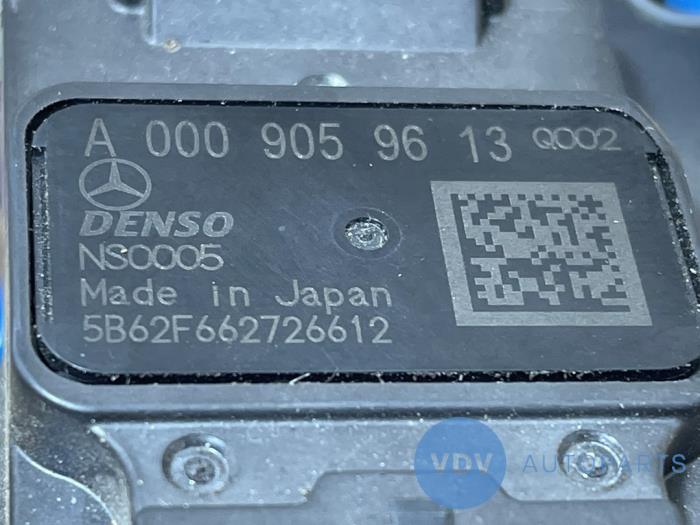 A 000 905 96 13 Q002
DENSO
NS0005
Made in Japan
5B62F662726612
VDV AUTOPARTS